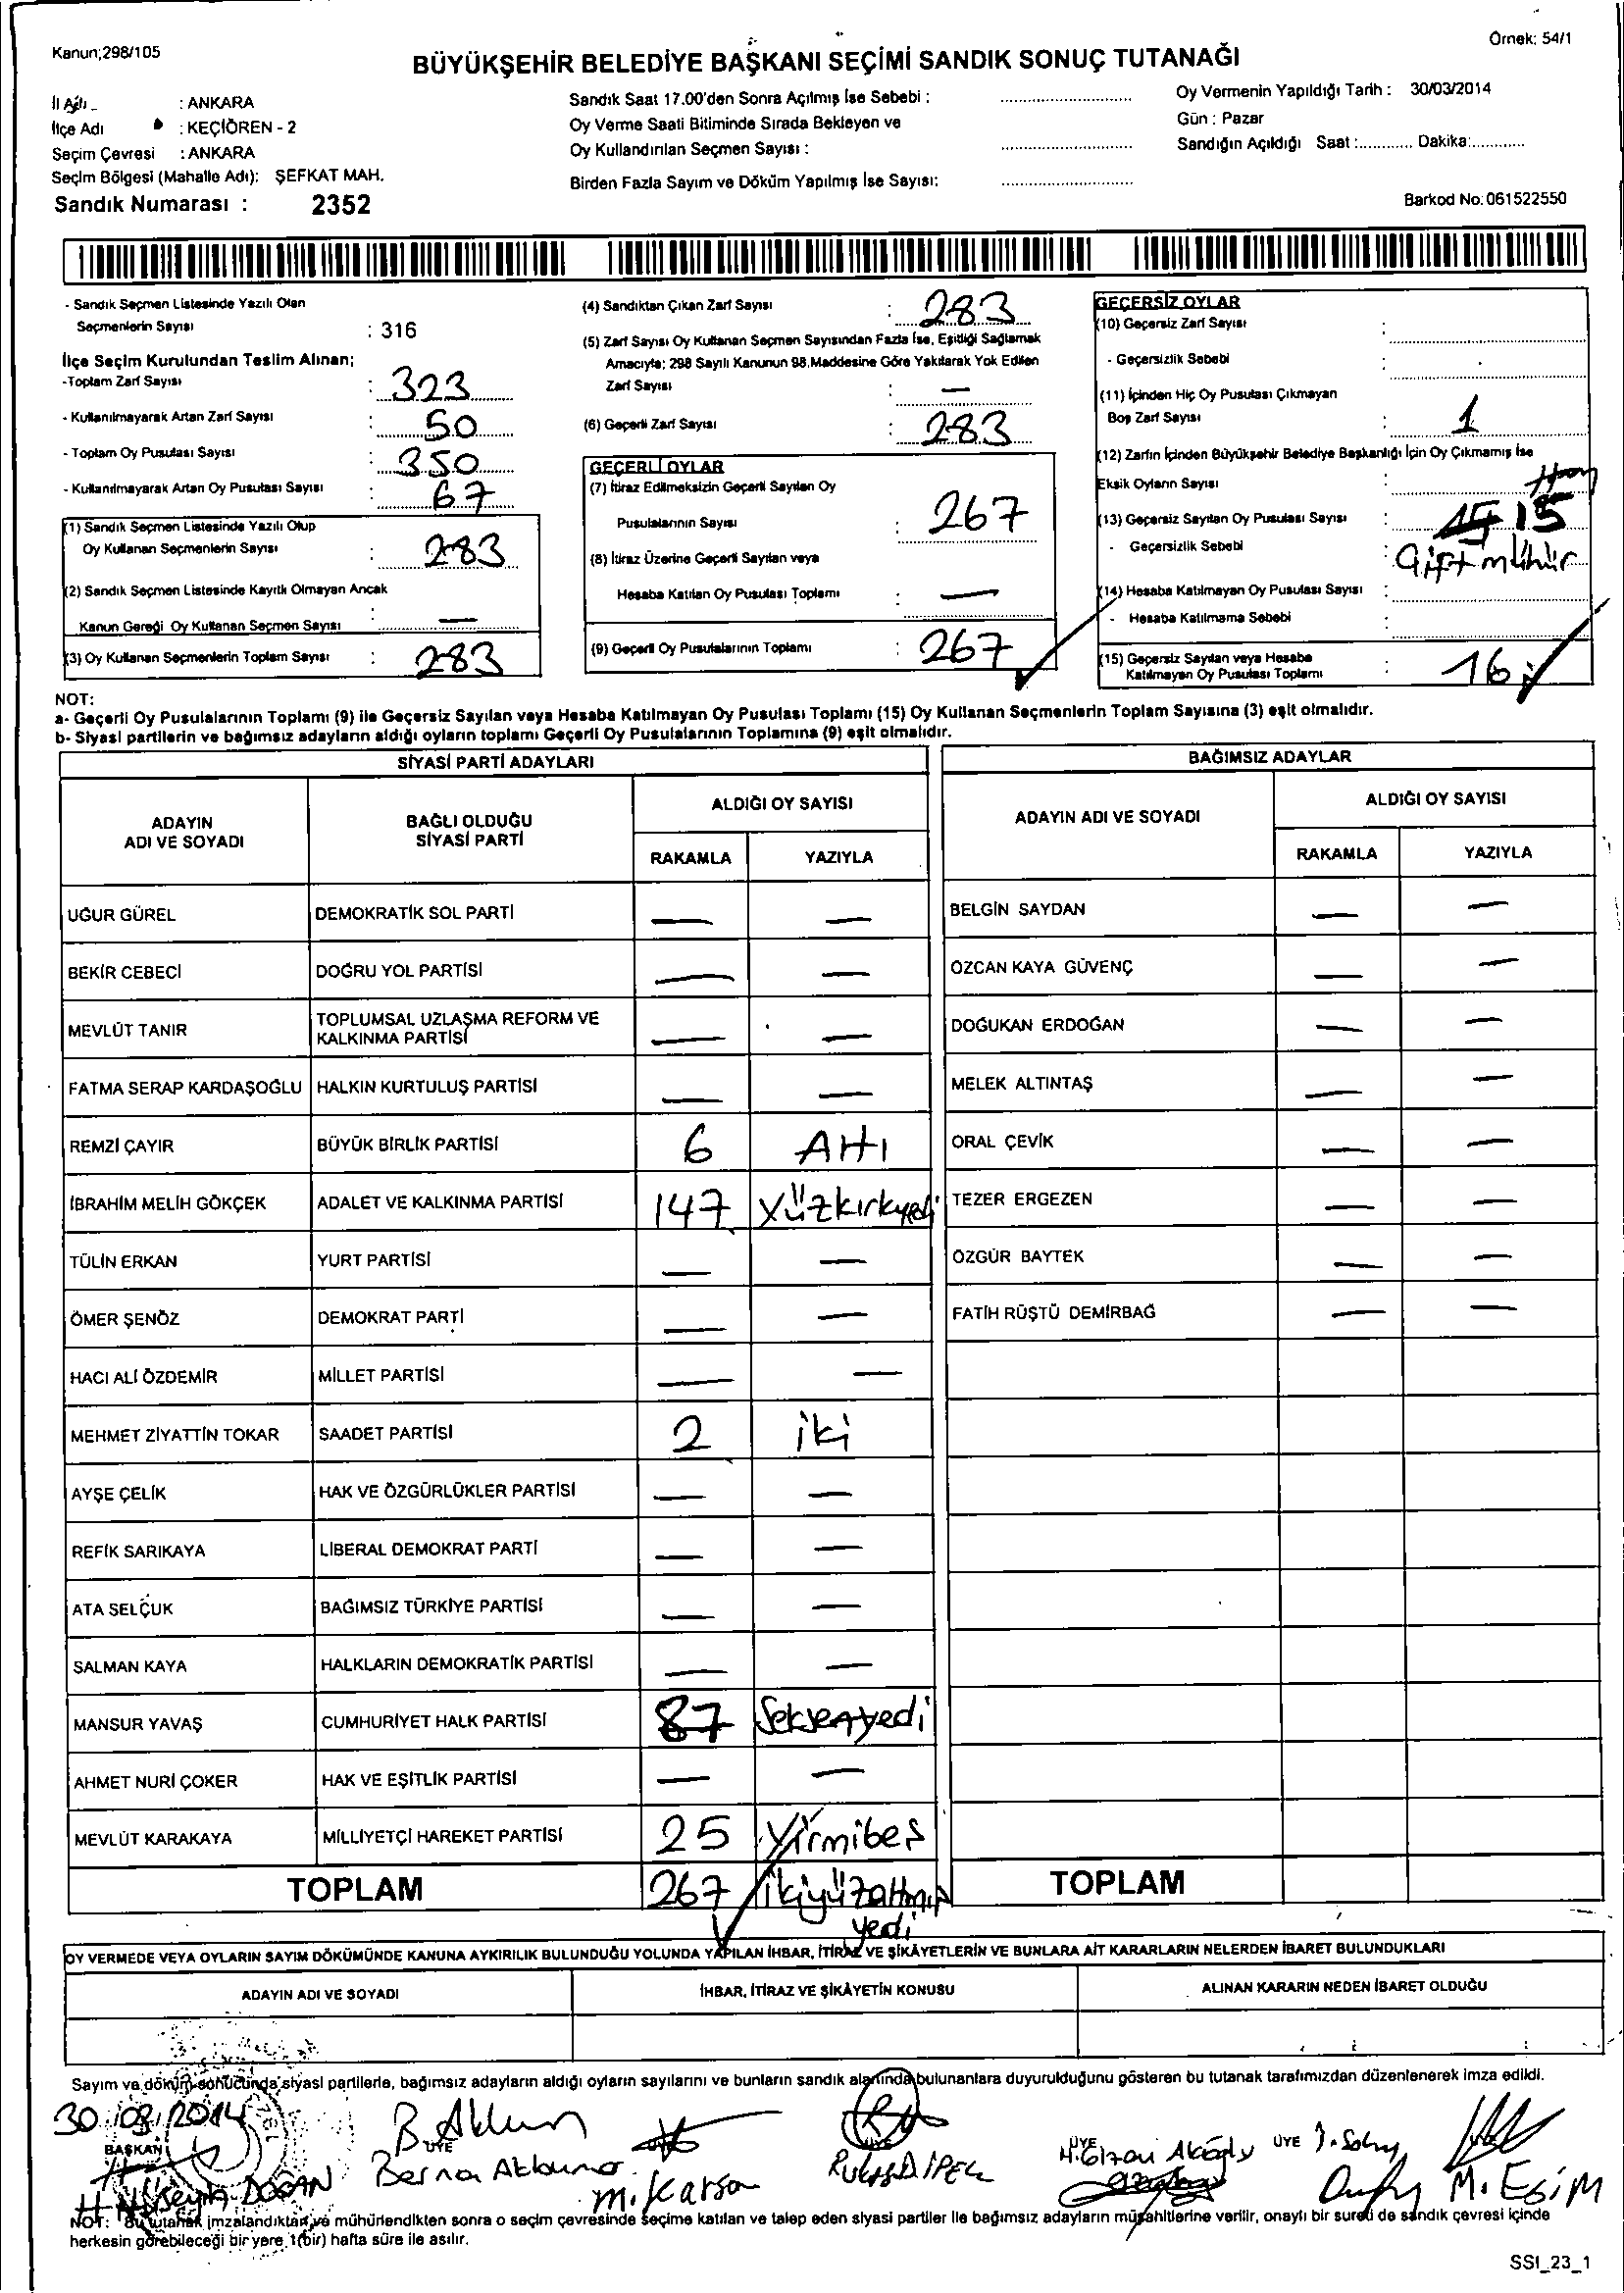 Kanun;298/105
Örnek: 54/1
BÜYÜKŞEHİR BELEDİYE BAŞKANI SEÇİMİ SANDIK SONUÇ TUTANAĞI
İl Adı : ANKARA
İlçe Adı : KEÇİÖREN - 2
Seçim Çevresi : ANKARA
Seçim Bölgesi (Mahalle Adı): ŞEFKAT MAH.
Sandık Numarası : 2352
Sandık Saat 17.00'den Sonra Açılmış İse Sebebi :
Oy Verme Saati Bitiminde Sırada Bekleyen ve
Oy Kullandırılan Seçmen Sayısı :
Birden Fazla Sayım ve Döküm Yapılmış İse Sayısı:
Oy Vermenin Yapıldığı Tarih : 30/03/2014
Gün : Pazar
Sandığın Açıldığı Saat :............ Dakika:............
Barkod No: 061522550
- Sandık Seçmen Listesinde Yazılı Olan
Seçmenlerin Sayısı : 316
İlçe Seçim Kurulundan Teslim Alınan;
-Toplam Zarf Sayısı : 323
- Kullanılmayarak Artan Zarf Sayısı : 50
- Toplam Oy Pusulası Sayısı : 350
- Kullanılmayarak Artan Oy Pusulası Sayısı : 67
(1) Sandık Seçmen Listesinde Yazılı Olup
Oy Kullanan Seçmenlerin Sayısı : 283
(2) Sandık Seçmen Listesinde Kayıtlı Olmayan Ancak
Kanun Gereği Oy Kullanan Seçmen Sayısı : —
(3) Oy Kullanan Seçmenlerin Toplam Sayısı : 283
(4) Sandıktan Çıkan Zarf Sayısı : 283
(5) Zarf Sayısı Oy Kullanan Seçmen Sayısından Fazla İse, Eşitliği Sağlamak
Amacıyla; 298 Sayılı Kanunun 98.Maddesine Göre Yakılarak Yok Edilen
Zarf Sayısı : —
(6) Geçerli Zarf Sayısı : 283
GEÇERLİ OYLAR
(7) İtiraz Edilmeksizin Geçerli Sayılan Oy
Pusulalarının Sayısı : 267
(8) İtiraz Üzerine Geçerli Sayılan veya
Hesaba Katılan Oy Pusulası Toplamı : —
(9) Geçerli Oy Pusulalarının Toplamı : 267
GEÇERSİZ OYLAR
(10) Geçersiz Zarf Sayısı :
- Geçersizlik Sebebi :
(11) İçinden Hiç Oy Pusulası Çıkmayan
Boş Zarf Sayısı : 1
(12) Zarfın İçinden Büyükşehir Belediye Başkanlığı İçin Oy Çıkmamış İse
Eksik Oyların Sayısı :
(13) Geçersiz Sayılan Oy Pusulası Sayısı : 15
- Geçersizlik Sebebi : Çift mühür
(14) Hesaba Katılmayan Oy Pusulası Sayısı :
- Hesaba Katılmama Sebebi :
(15) Geçersiz Sayılan veya Hesaba
Katılmayan Oy Pusulası Toplamı : 16
NOT:
a- Geçerli Oy Pusulalarının Toplamı (9) ile Geçersiz Sayılan veya Hesaba Katılmayan Oy Pusulası Toplamı (15) Oy Kullanan Seçmenlerin Toplam Sayısına (3) eşit olmalıdır.
b- Siyasi partilerin ve bağımsız adayların aldığı oyların toplamı Geçerli Oy Pusulalarının Toplamına (9) eşit olmalıdır.
SİYASİ PARTİ ADAYLARI
ADAYIN ADI VE SOYADI BAĞLI OLDUĞU SİYASİ PARTİ ALDIĞI OY SAYISI
RAKAMLA YAZIYLA
UĞUR GÜREL DEMOKRATİK SOL PARTİ — —
BEKİR CEBECİ DOĞRU YOL PARTİSİ — —
MEVLÜT TANIR TOPLUMSAL UZLAŞMA REFORM VE KALKINMA PARTİSİ — —
FATMA SERAP KARDAŞOĞLU HALKIN KURTULUŞ PARTİSİ — —
REMZİ ÇAYIR BÜYÜK BİRLİK PARTİSİ 6 Altı
İBRAHİM MELİH GÖKÇEK ADALET VE KALKINMA PARTİSİ 147 Yüzkırkyedi
TÜLİN ERKAN YURT PARTİSİ — —
ÖMER ŞENÖZ DEMOKRAT PARTİ — —
HACI ALİ ÖZDEMİR MİLLET PARTİSİ — —
MEHMET ZİYATTİN TOKAR SAADET PARTİSİ 2 iki
AYŞE ÇELİK HAK VE ÖZGÜRLÜKLER PARTİSİ — —
REFİK SARIKAYA LİBERAL DEMOKRAT PARTİ — —
ATA SELÇUK BAĞIMSIZ TÜRKİYE PARTİSİ — —
SALMAN KAYA HALKLARIN DEMOKRATİK PARTİSİ — —
MANSUR YAVAŞ CUMHURİYET HALK PARTİSİ 87 Seksenyedi
AHMET NURİ ÇOKER HAK VE EŞİTLİK PARTİSİ — —
MEVLÜT KARAKAYA MİLLİYETÇİ HAREKET PARTİSİ 25 Yirmibeş
TOPLAM 267 ikiyüzaltmış yedi
BAĞIMSIZ ADAYLAR
ADAYIN ADI VE SOYADI ALDIĞI OY SAYISI
RAKAMLA YAZIYLA
BELGİN SAYDAN — —
ÖZCAN KAYA GÜVENÇ — —
DOĞUKAN ERDOĞAN — —
MELEK ALTINTAŞ — —
ORAL ÇEVİK — —
TEZER ERGEZEN — —
ÖZGÜR BAYTEK — —
FATİH RÜŞTÜ DEMİRBAĞ — —
TOPLAM
OY VERMEDE VEYA OYLARIN SAYIM DÖKÜMÜNDE KANUNA AYKIRILIK BULUNDUĞU YOLUNDA YAPILAN İHBAR, İTİRAZ VE ŞİKÂYETLERİN VE BUNLARA AİT KARARLARIN NELERDEN İBARET BULUNDUKLARI
ADAYIN ADI VE SOYADI İHBAR, İTİRAZ VE ŞİKÂYETİN KONUSU ALINAN KARARIN NEDEN İBARET OLDUĞU
Sayım ve döküm sonucunda siyasi partilerle, bağımsız adayların aldığı oyların sayılarını ve bunların sandık alanında bulunanlara duyurulduğunu gösteren bu tutanak tarafımızdan düzenlenerek imza edildi.
30.03.2014
BAŞKAN ÜYE ÜYE ÜYE ÜYE
Hüseyin DOĞAN Berna M. Karsa M. EŞİM
NOT: Bu tutanak imzalandıktan ve mühürlendikten sonra o seçim çevresinde seçime katılan ve talep eden siyasi partiler ile bağımsız adayların müşahitlerine verilir, onaylı bir sureti de sandık çevresi içinde
herkesin görebileceği bir yere 1(bir) hafta süre ile asılır.
SSI_23_1